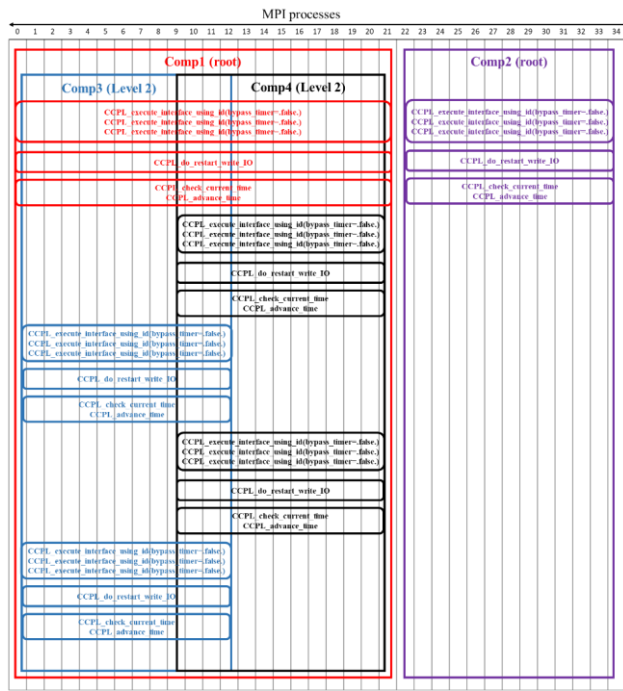 MPI processes
0 1 2 3 4 5 6 7 8 9 10 11 12 13 14 15 16 17 18 19 20 21 22 23 24 25 26 27 28 29 30 31 32 33 34
Comp1 (root)
Comp2 (root)
Comp3 (Level 2)
Comp4 (Level 2)
CCPL_execute_interface_using_id(bypass_timer=.false.)
CCPL_execute_interface_using_id(bypass_timer=.false.)
CCPL_execute_interface_using_id(bypass_timer=.false.)
CCPL_execute_interface_using_id(bypass_timer=.false.)
CCPL_execute_interface_using_id(bypass_timer=.false.)
CCPL_execute_interface_using_id(bypass_timer=.false.)
CCPL_do_restart_write_IO
CCPL_do_restart_write_IO
CCPL_check_current_time
CCPL_advance_time
CCPL_check_current_time
CCPL_advance_time
CCPL_execute_interface_using_id(bypass_timer=.false.)
CCPL_execute_interface_using_id(bypass_timer=.false.)
CCPL_execute_interface_using_id(bypass_timer=.false.)
CCPL_do_restart_write_IO
CCPL_check_current_time
CCPL_advance_time
CCPL_execute_interface_using_id(bypass_timer=.false.)
CCPL_execute_interface_using_id(bypass_timer=.false.)
CCPL_execute_interface_using_id(bypass_timer=.false.)
CCPL_do_restart_write_IO
CCPL_check_current_time
CCPL_advance_time
CCPL_execute_interface_using_id(bypass_timer=.false.)
CCPL_execute_interface_using_id(bypass_timer=.false.)
CCPL_execute_interface_using_id(bypass_timer=.false.)
CCPL_do_restart_write_IO
CCPL_check_current_time
CCPL_advance_time
CCPL_execute_interface_using_id(bypass_timer=.false.)
CCPL_execute_interface_using_id(bypass_timer=.false.)
CCPL_execute_interface_using_id(bypass_timer=.false.)
CCPL_do_restart_write_IO
CCPL_check_current_time
CCPL_advance_time